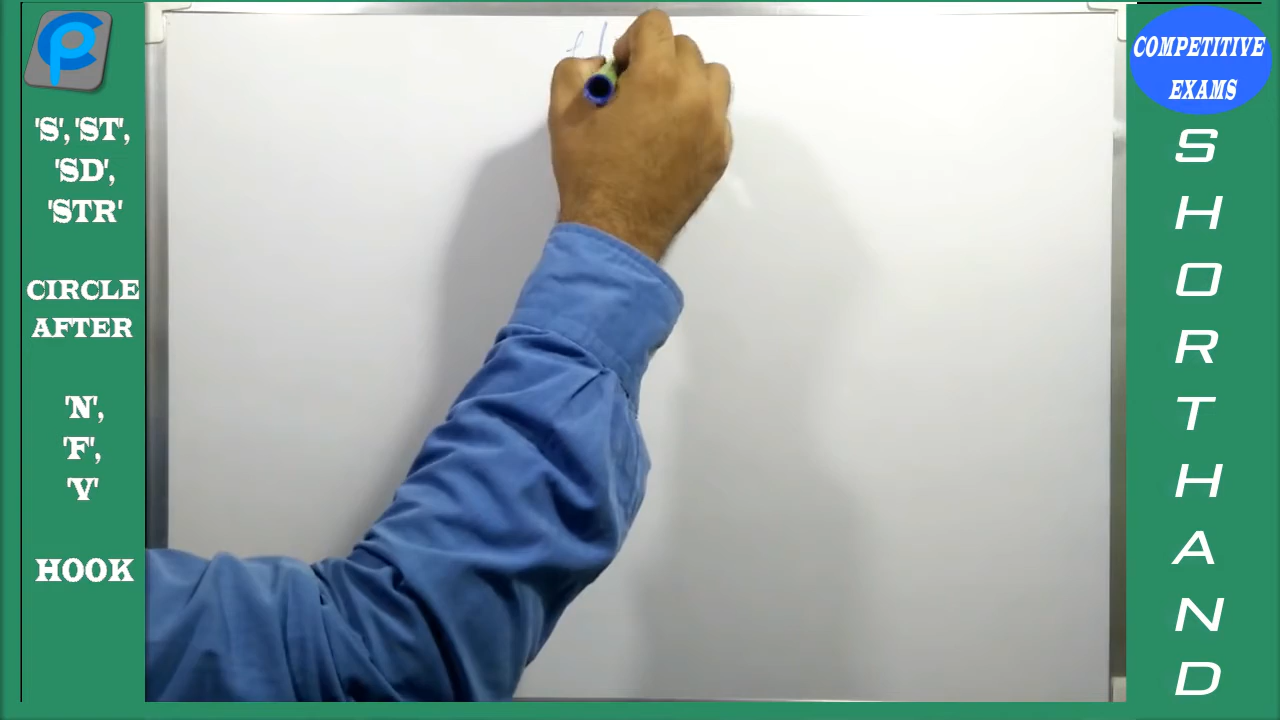 'S', 'ST',
'SD',
'STR'
CIRCLE
AFTER
'N',
'F',
'V'
HOOK
COMPETITIVE
EXAMS
SHORTHAND